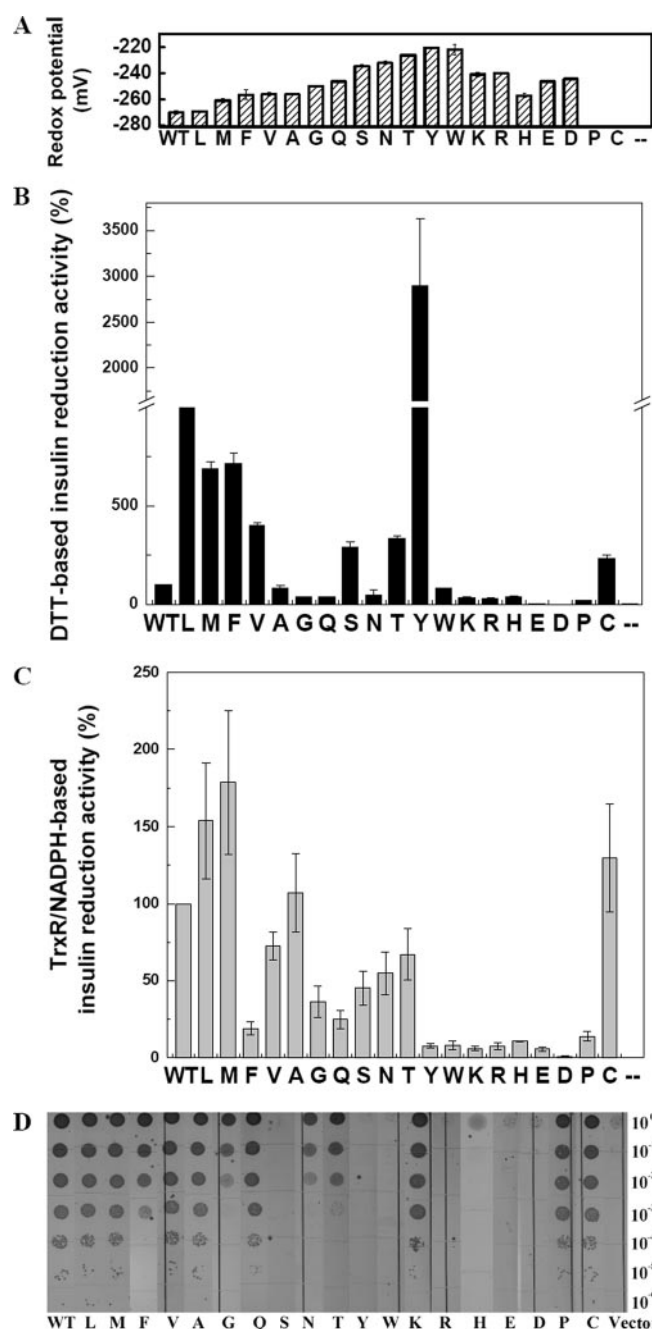 A
Redox potential
(mV)
-220
-240
-260
-280
WT L M F V A G Q S N T Y W K R H E D P C --
B
DTT-based insulin reduction activity (%)
3500
3000
2500
2000
500
0
WT L M F V A G Q S N T Y W K R H E D P C --
C
TrxR/NADPH-based
insulin reduction activity (%)
250
200
150
100
50
0
WT L M F V A G Q S N T Y W K R H E D P C --
D
10⁰
WT L M F V A G Q S N T Y W K R H E D P C Vecto